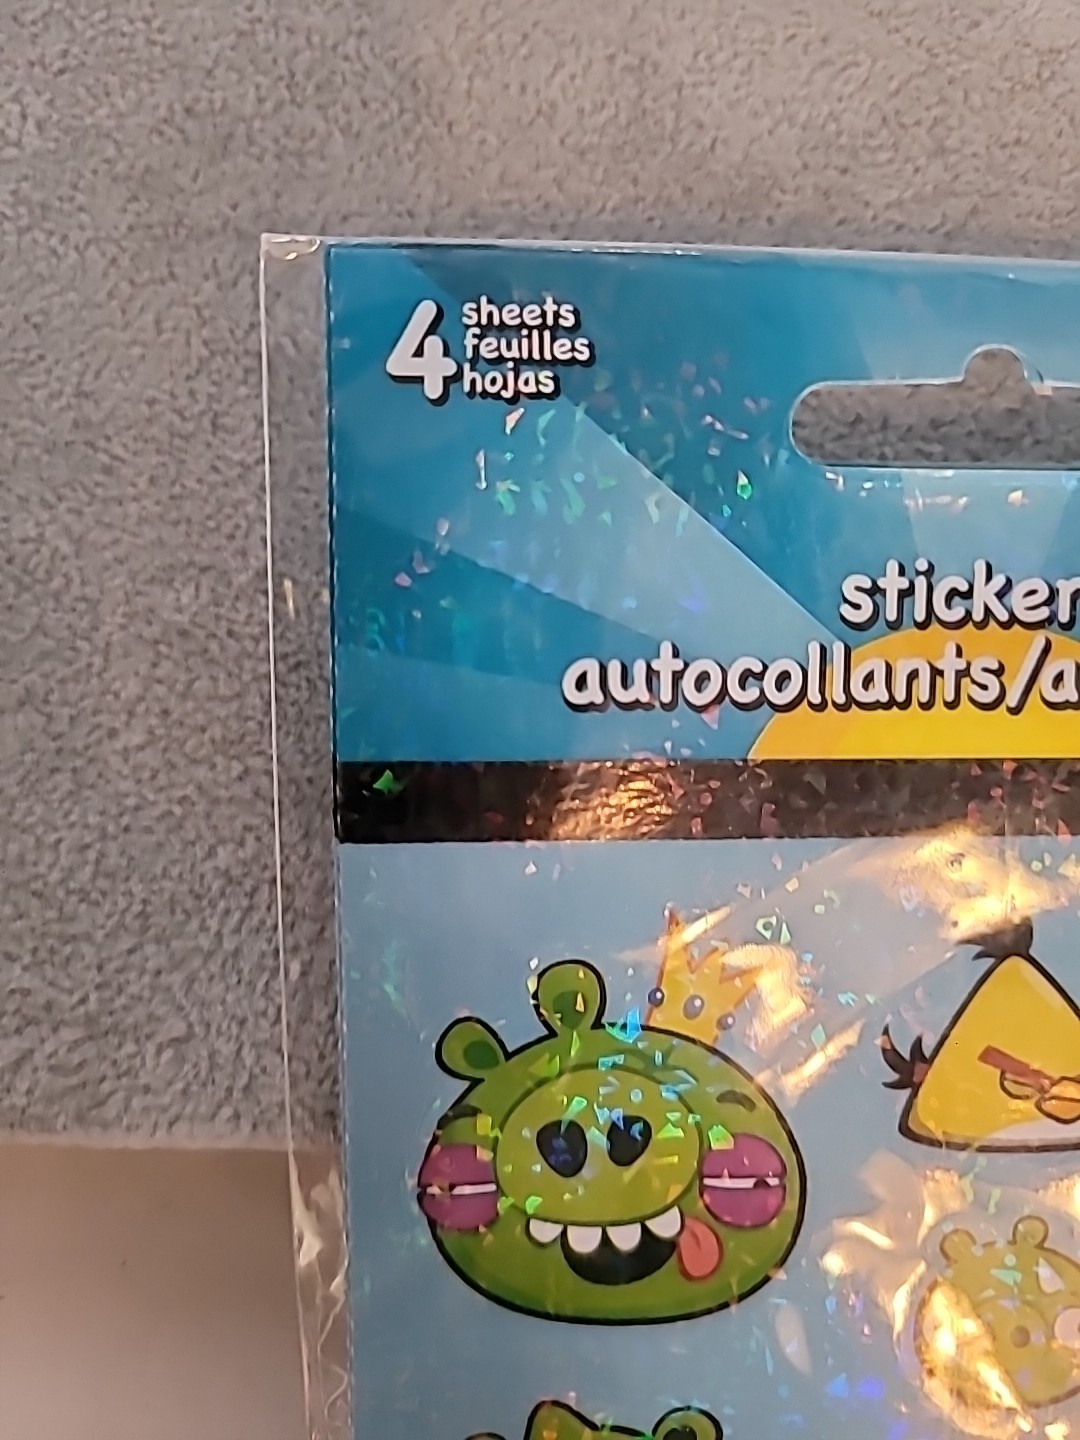 4 sheets
feuilles
hojas
sticker
autocollants/a